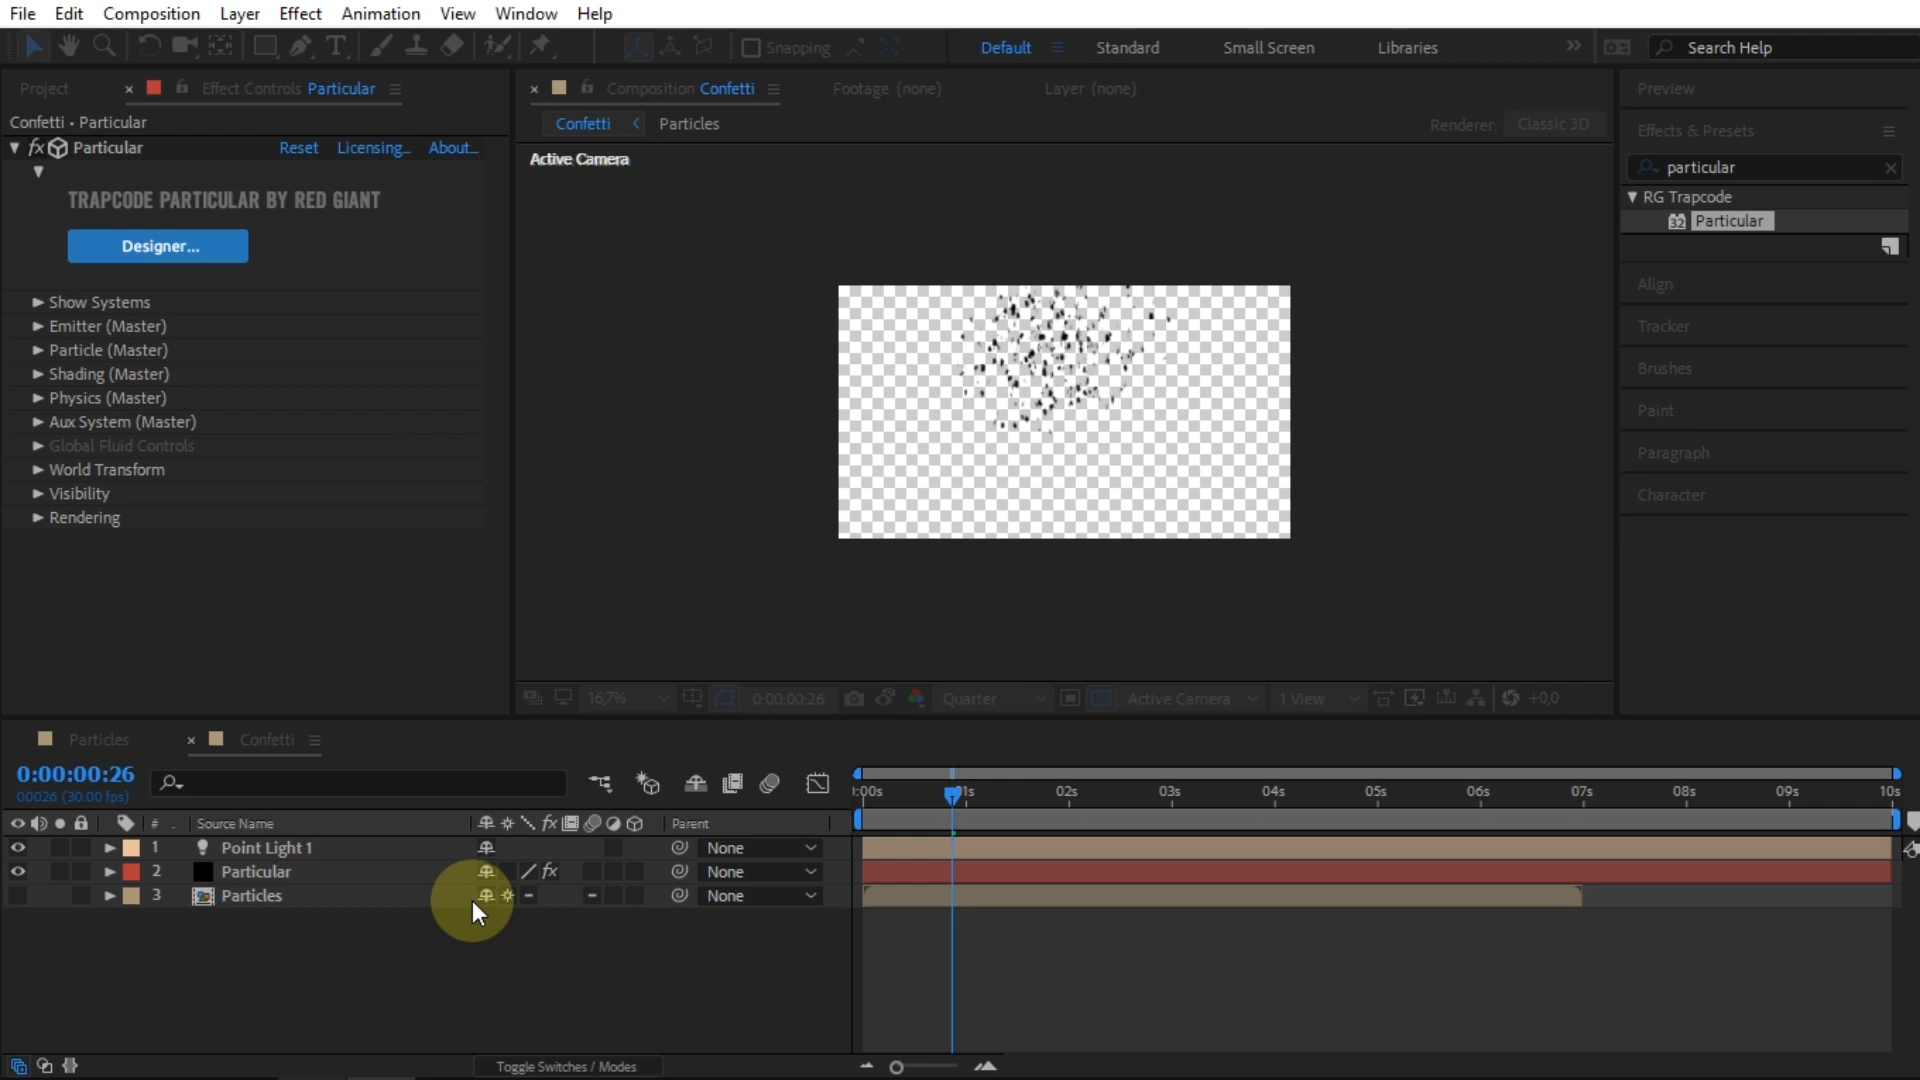 File Edit Composition Layer Effect Animation View Window Help
Snapping Default Standard Small Screen Libraries Search Help
Project Effect Controls Particular
Confetti • Particular
fx Particular Reset Licensing... About...
TRAPCODE PARTICULAR BY RED GIANT
Designer...
Show Systems
Emitter (Master)
Particle (Master)
Shading (Master)
Physics (Master)
Aux System (Master)
Global Fluid Controls
World Transform
Visibility
Rendering
Composition Confetti Footage (none) Layer (none)
Confetti Particles Renderer: Classic 3D
Active Camera
16,7% 0:00:00:26 Quarter Active Camera 1 View +0,0
Preview
Effects & Presets
particular
RG Trapcode
32 Particular
Align
Tracker
Brushes
Paint
Paragraph
Character
Particles Confetti
0:00:00:26
00026 (30.00 fps)
):00s 01s 02s 03s 04s 05s 06s 07s 08s 09s 10s
# . Source Name fx Parent
1 Point Light 1 None
2 Particular fx None
3 Particles None
Toggle Switches / Modes